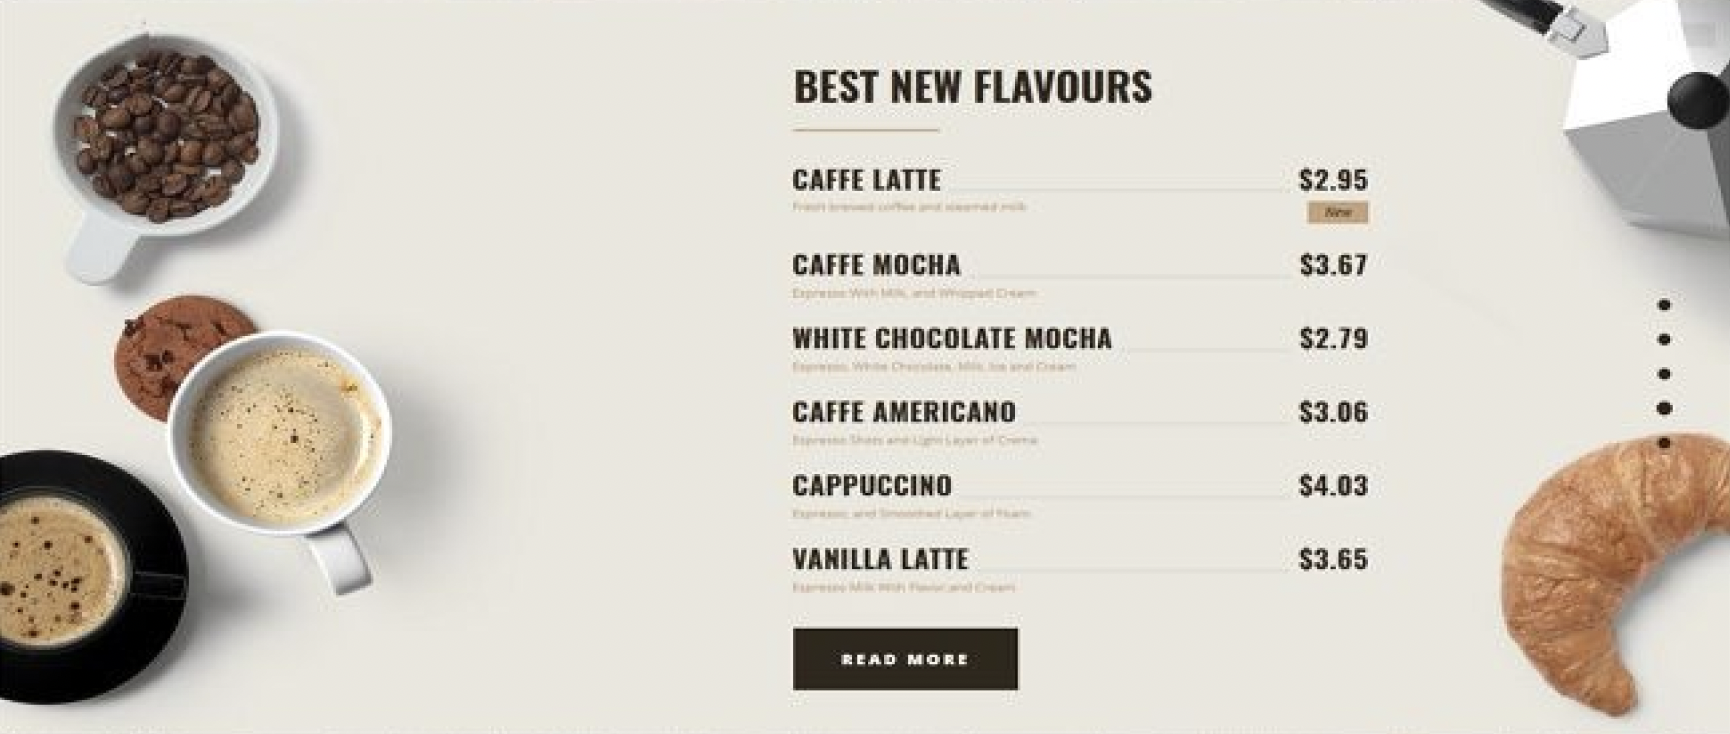 BEST NEW FLAVOURS
CAFFE LATTE $2.95
Fresh brewed coffee and steamed milk
New
CAFFE MOCHA $3.67
Espresso With Milk, and Whipped Cream
WHITE CHOCOLATE MOCHA $2.79
Espresso, White Chocolate, Milk, Ice and Cream
CAFFE AMERICANO $3.06
Espresso Shots and Light Layer of Crema
CAPPUCCINO $4.03
Espresso, and Smoothed Layer of Foam
VANILLA LATTE $3.65
Espresso Milk With Flavor and Cream
READ MORE